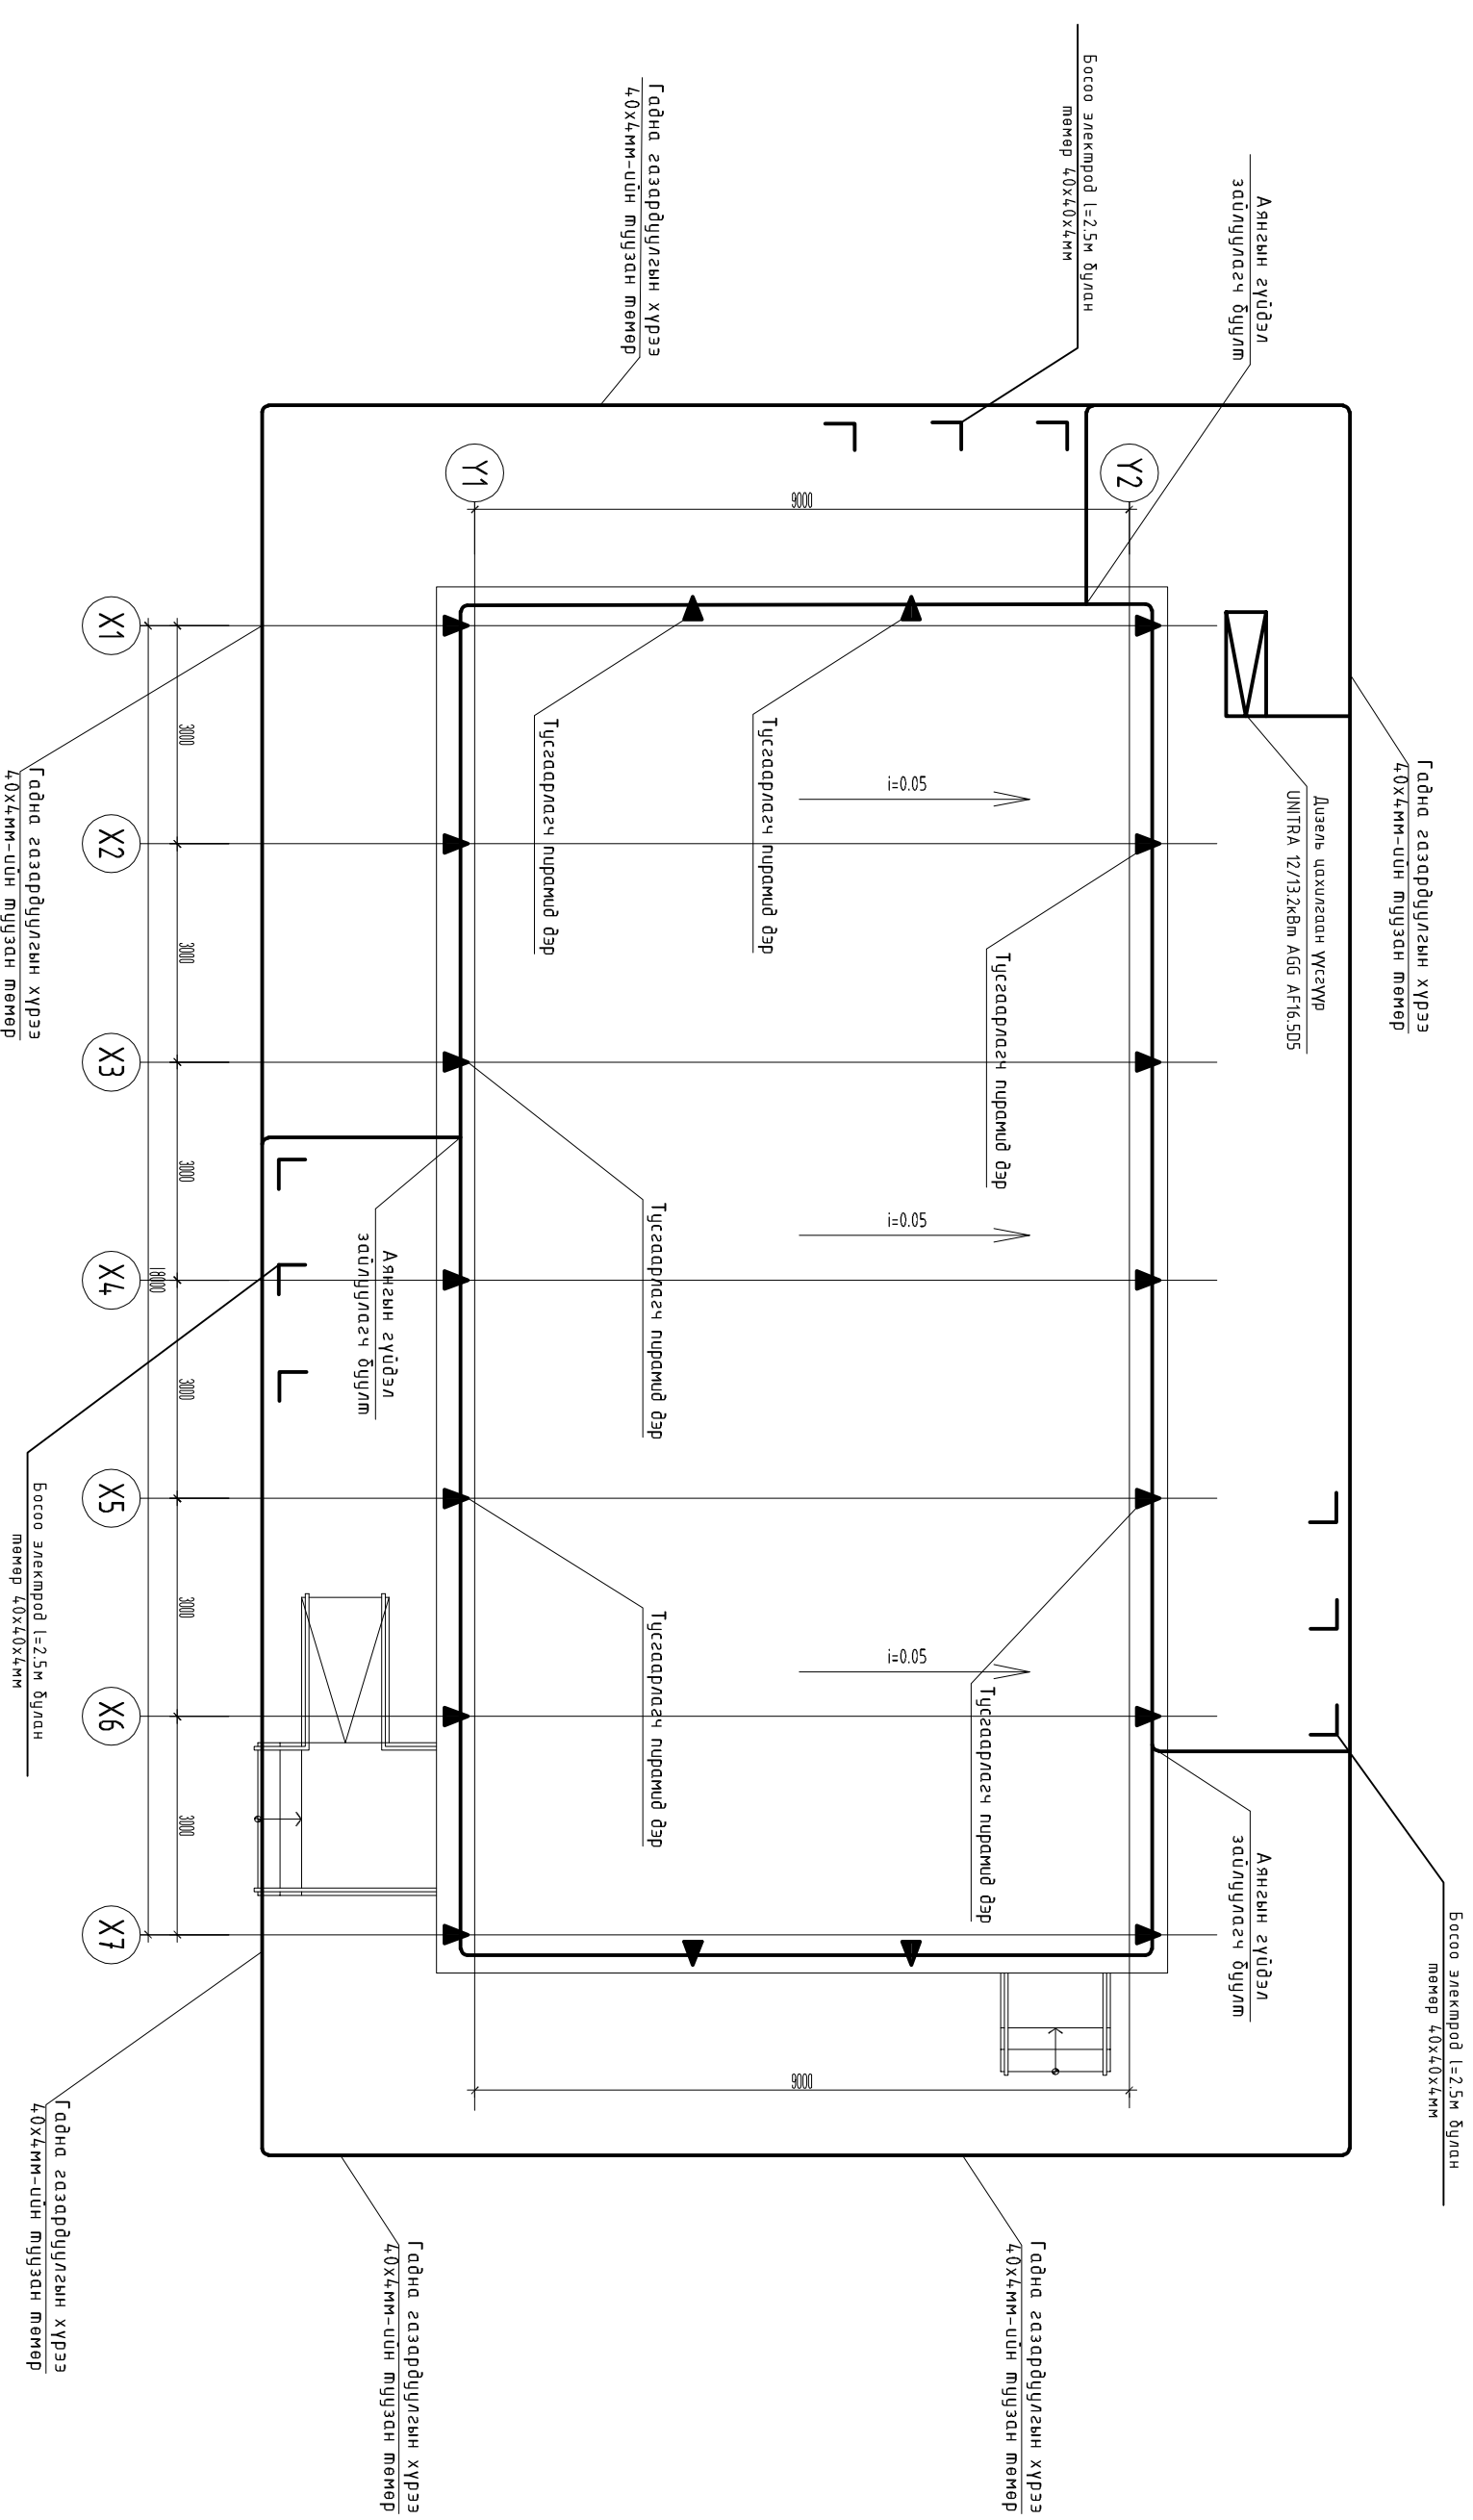 Гадна газардуулгын хүрээ
40x4мм-ийн туузан төмөр
Дизель цахилгаан үүсгүүр
UNITRA 12/13.2кВт AGG AF16.5D5
Босоо электрод l=2.5м булан
төмөр 40x40x4мм
Аянгын гүйдэл
зайлуулагч буулт
Аянгын гүйдэл
зайлуулагч буулт
Босоо электрод l=2.5м булан
төмөр 40x40x4мм
Y2
Тусгаарлагч пирамид дэр
Тусгаарлагч пирамид дэр
Гадна газардуулгын хүрээ
40x4мм-ийн туузан төмөр
i=0.05
i=0.05
i=0.05
9000
9000
Тусгаарлагч пирамид дэр
Гадна газардуулгын хүрээ
40x4мм-ийн туузан төмөр
Тусгаарлагч пирамид дэр
Тусгаарлагч пирамид дэр
Тусгаарлагч пирамид дэр
Y1
Аянгын гүйдэл
зайлуулагч буулт
Гадна газардуулгын хүрээ
40x4мм-ийн туузан төмөр
3000
3000
3000
3000
3000
3000
18000
X1
X2
X3
X4
X5
X6
X7
Гадна газардуулгын хүрээ
40x4мм-ийн туузан төмөр
Босоо электрод l=2.5м булан
төмөр 40x40x4мм
Гадна газардуулгын хүрээ
40x4мм-ийн туузан төмөр